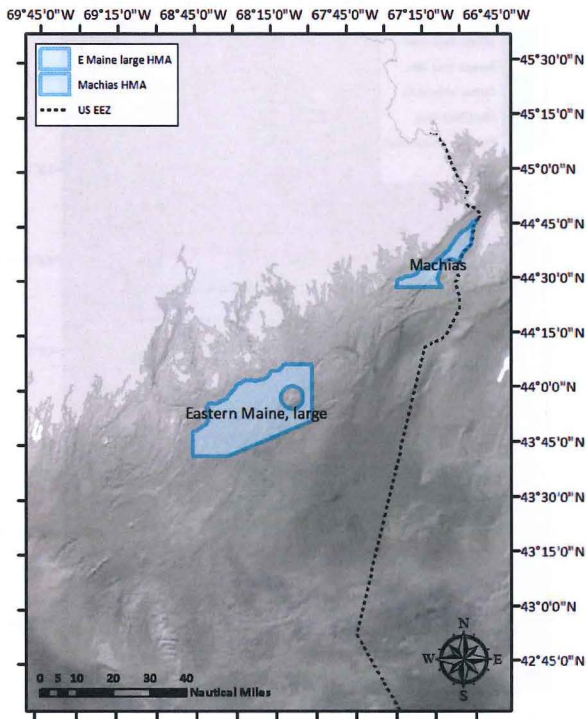 69°45'0"W 69°15'0"W 68°45'0"W 68°15'0"W 67°45'0"W 67°15'0"W 66°45'0"W
E Maine large HMA
Machias HMA
US EEZ
45°30'0"N
45°15'0"N
45°0'0"N
44°45'0"N
Machias
44°30'0"N
44°15'0"N
44°0'0"N
Eastern Maine, large
43°45'0"N
43°30'0"N
43°15'0"N
43°0'0"N
N
W E
S
42°45'0"N
0 5 10 20 30 40
Nautical Miles